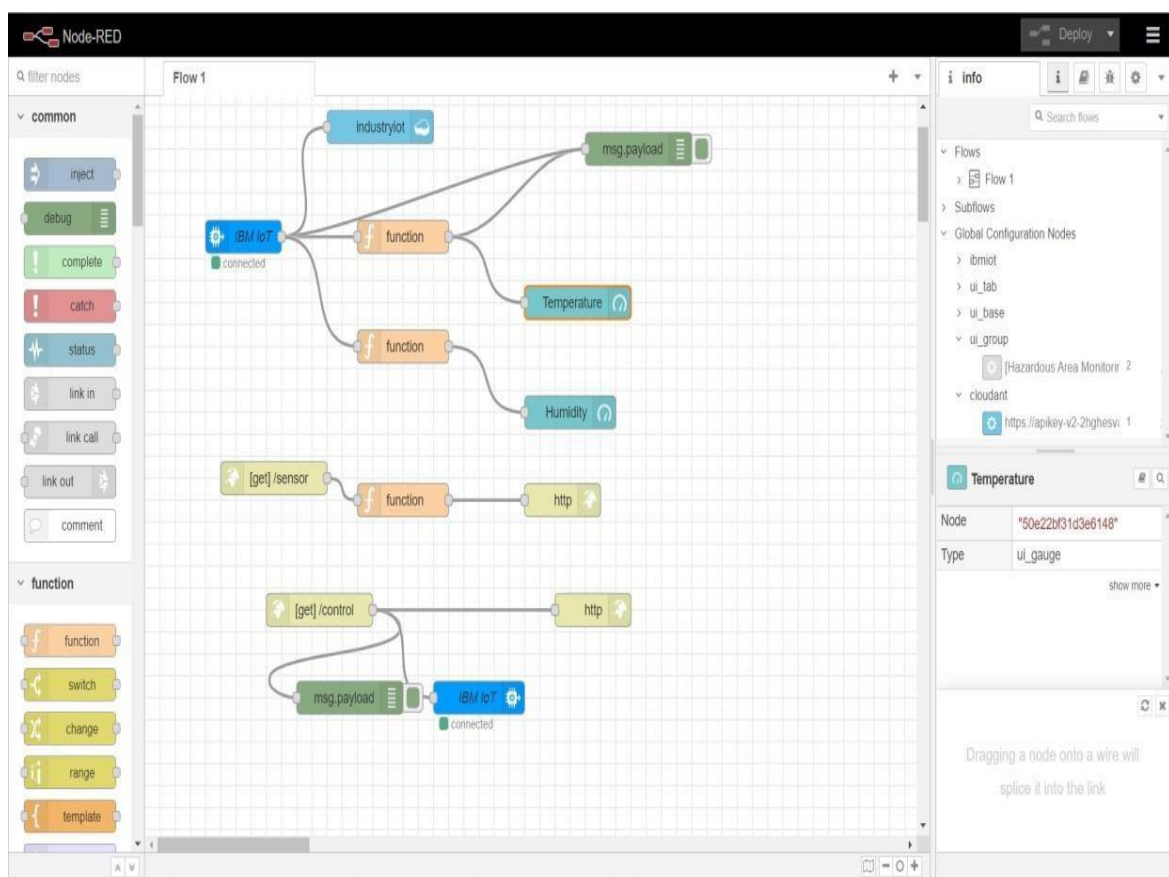 Node-RED
Deploy
filter nodes
Flow 1
i info
i
common
Search flows
industryiot
msg.payload
Flows
Flow 1
inject
Subflows
debug
IBM IoT
function
Global Configuration Nodes
connected
ibmiot
complete
ui_tab
catch
Temperature
ui_base
function
ui_group
status
[Hazardous Area Monitorir 2
link in
cloudant
Humidity
https://apikey-v2-2hghesv 1
link call
[get] /sensor
Temperature
link out
function
http
Node "50e22bf31d3e6148"
comment
Type ui_gauge
function
show more
[get] /control
http
function
switch
msg.payload
IBM IoT
connected
change
Dragging a node onto a wire will
range
splice it into the link
template